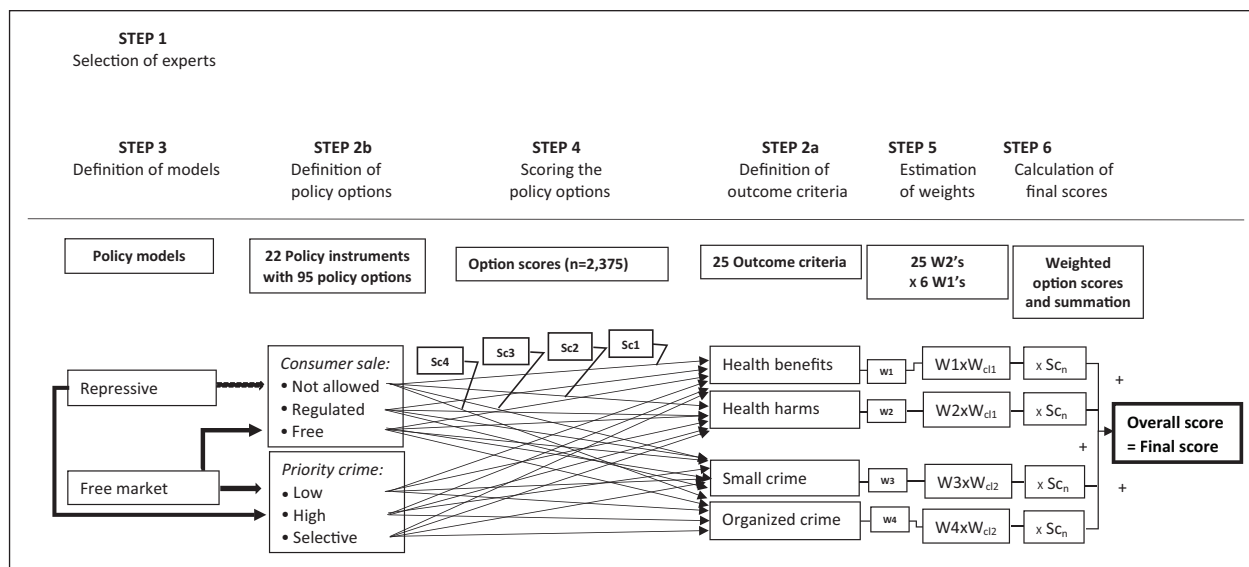 STEP 1
Selection of experts
STEP 3
Definition of models
STEP 2b
Definition of
policy options
STEP 4
Scoring the
policy options
STEP 2a
Definition of
outcome criteria
STEP 5
Estimation
of weights
STEP 6
Calculation of
final scores
Policy models
22 Policy instruments
with 95 policy options
Option scores (n=2,375)
25 Outcome criteria
25 W2's
x 6 W1's
Weighted
option scores
and summation
Repressive
Free market
Consumer sale:
• Not allowed
• Regulated
• Free
Priority crime:
• Low
• High
• Selective
Sc4
Sc3
Sc2
Sc1
Health benefits
W1
W1xWcl1
x Scn
+
Health harms
W2
W2xWcl1
x Scn
+
Small crime
W3
W3xWcl2
x Scn
+
Organized crime
W4
W4xWcl2
x Scn
Overall score
= Final score